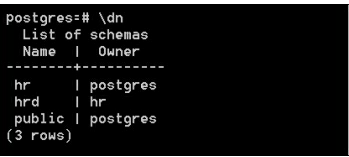 postgres=# \dn
List of schemas
Name | Owner
--------+----------
hr | postgres
hrd | hr
public | postgres
(3 rows)